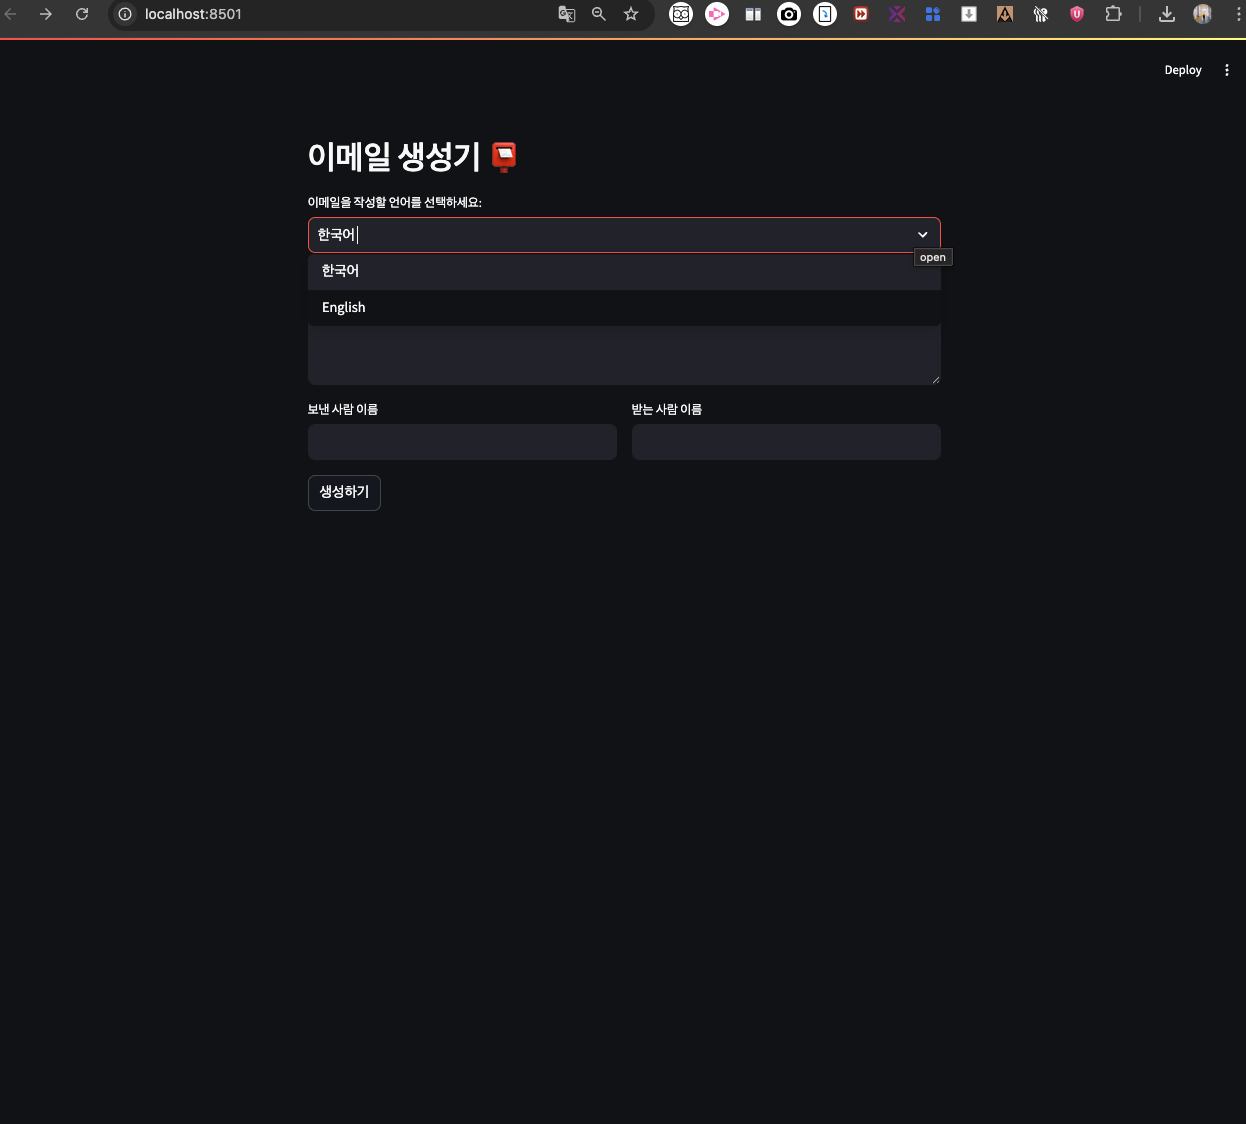 localhost:8501
Deploy
이메일 생성기
이메일을 작성할 언어를 선택하세요:
한국어
open
한국어
English
보낸 사람 이름
받는 사람 이름
생성하기